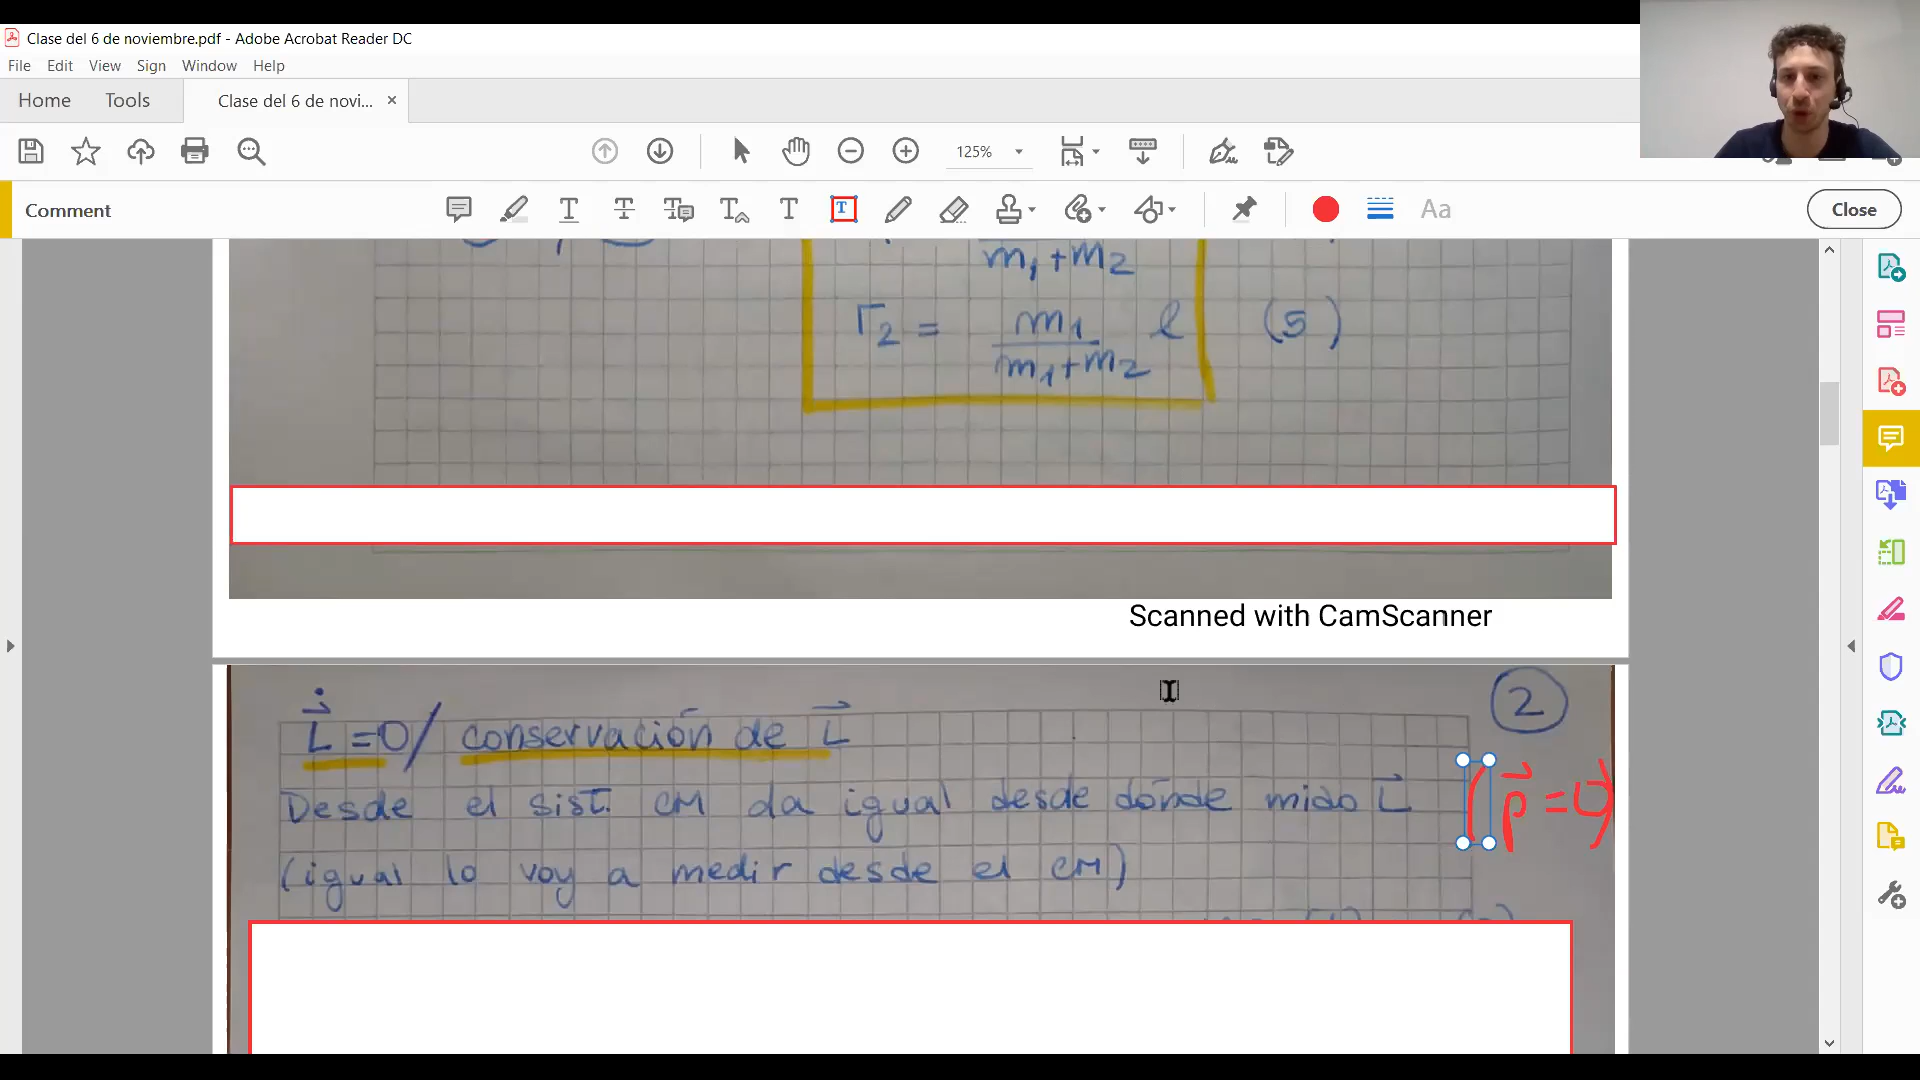 Clase del 6 de noviembre.pdf - Adobe Acrobat Reader DC
File Edit View Sign Window Help
Home Tools Clase del 6 de novi... ×
125%
Comment
Aa
Close
m₁+m₂
r₂ = m₁/(m₁+m₂) l (5)
Scanned with CamScanner
2
L̇⃗ =0/ conservación de L⃗
Desde el sist. CM da igual desde dónde mido L⃗ (p⃗ =0)
(igual lo voy a medir desde el CM)